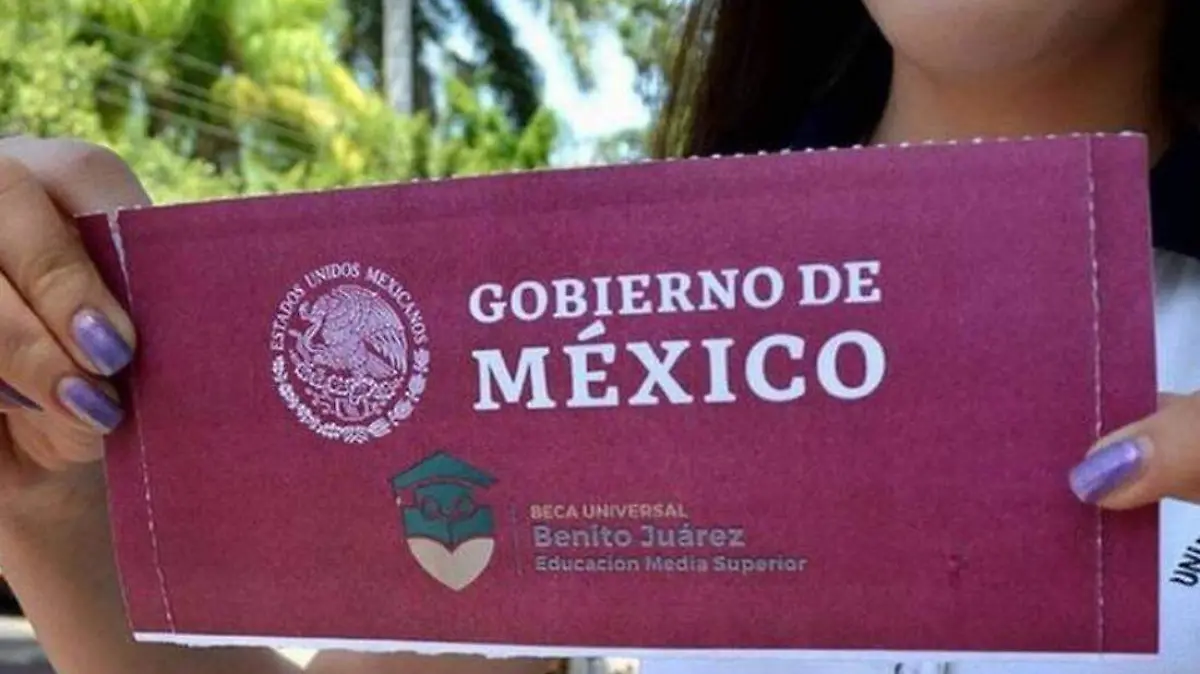 ESTADOS UNIDOS MEXICANOS
GOBIERNO DE
MÉXICO
BECA UNIVERSAL
Benito Juárez
Educación Media Superior